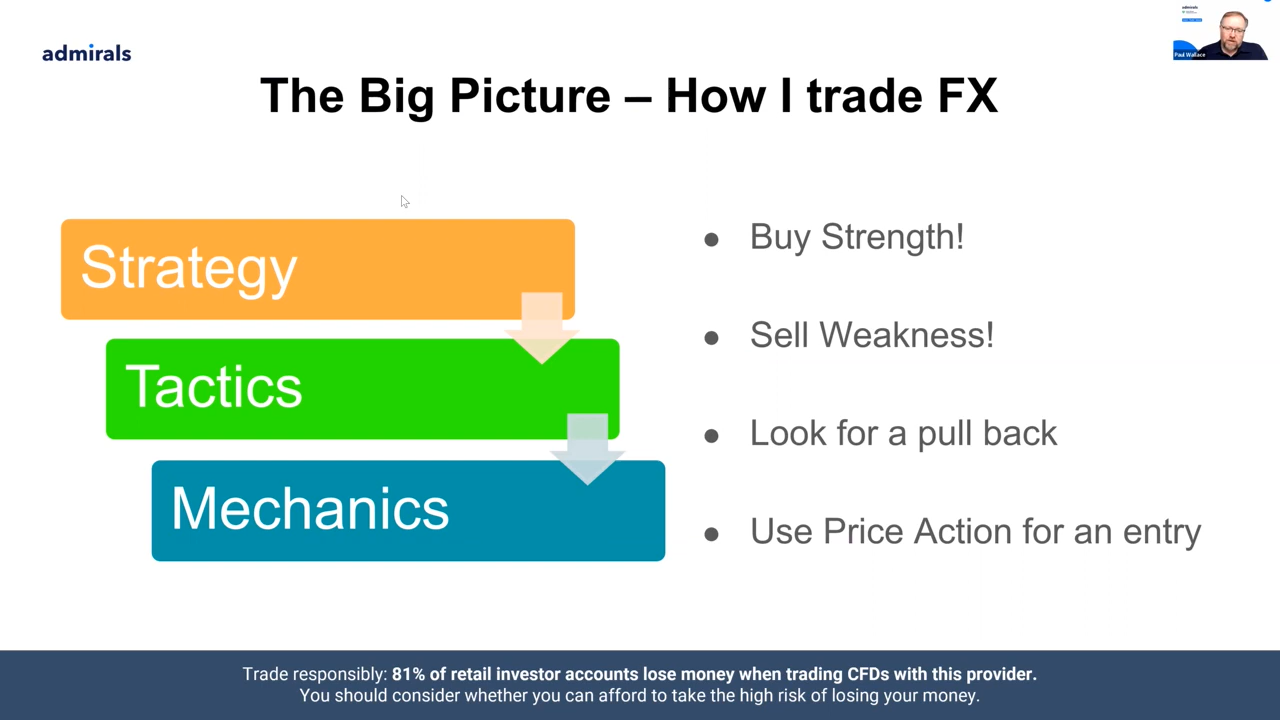 admirals
The Big Picture – How I trade FX
Paul Wallace
Strategy
Tactics
Mechanics
● Buy Strength!
● Sell Weakness!
● Look for a pull back
● Use Price Action for an entry
Trade responsibly: 81% of retail investor accounts lose money when trading CFDs with this provider.
You should consider whether you can afford to take the high risk of losing your money.